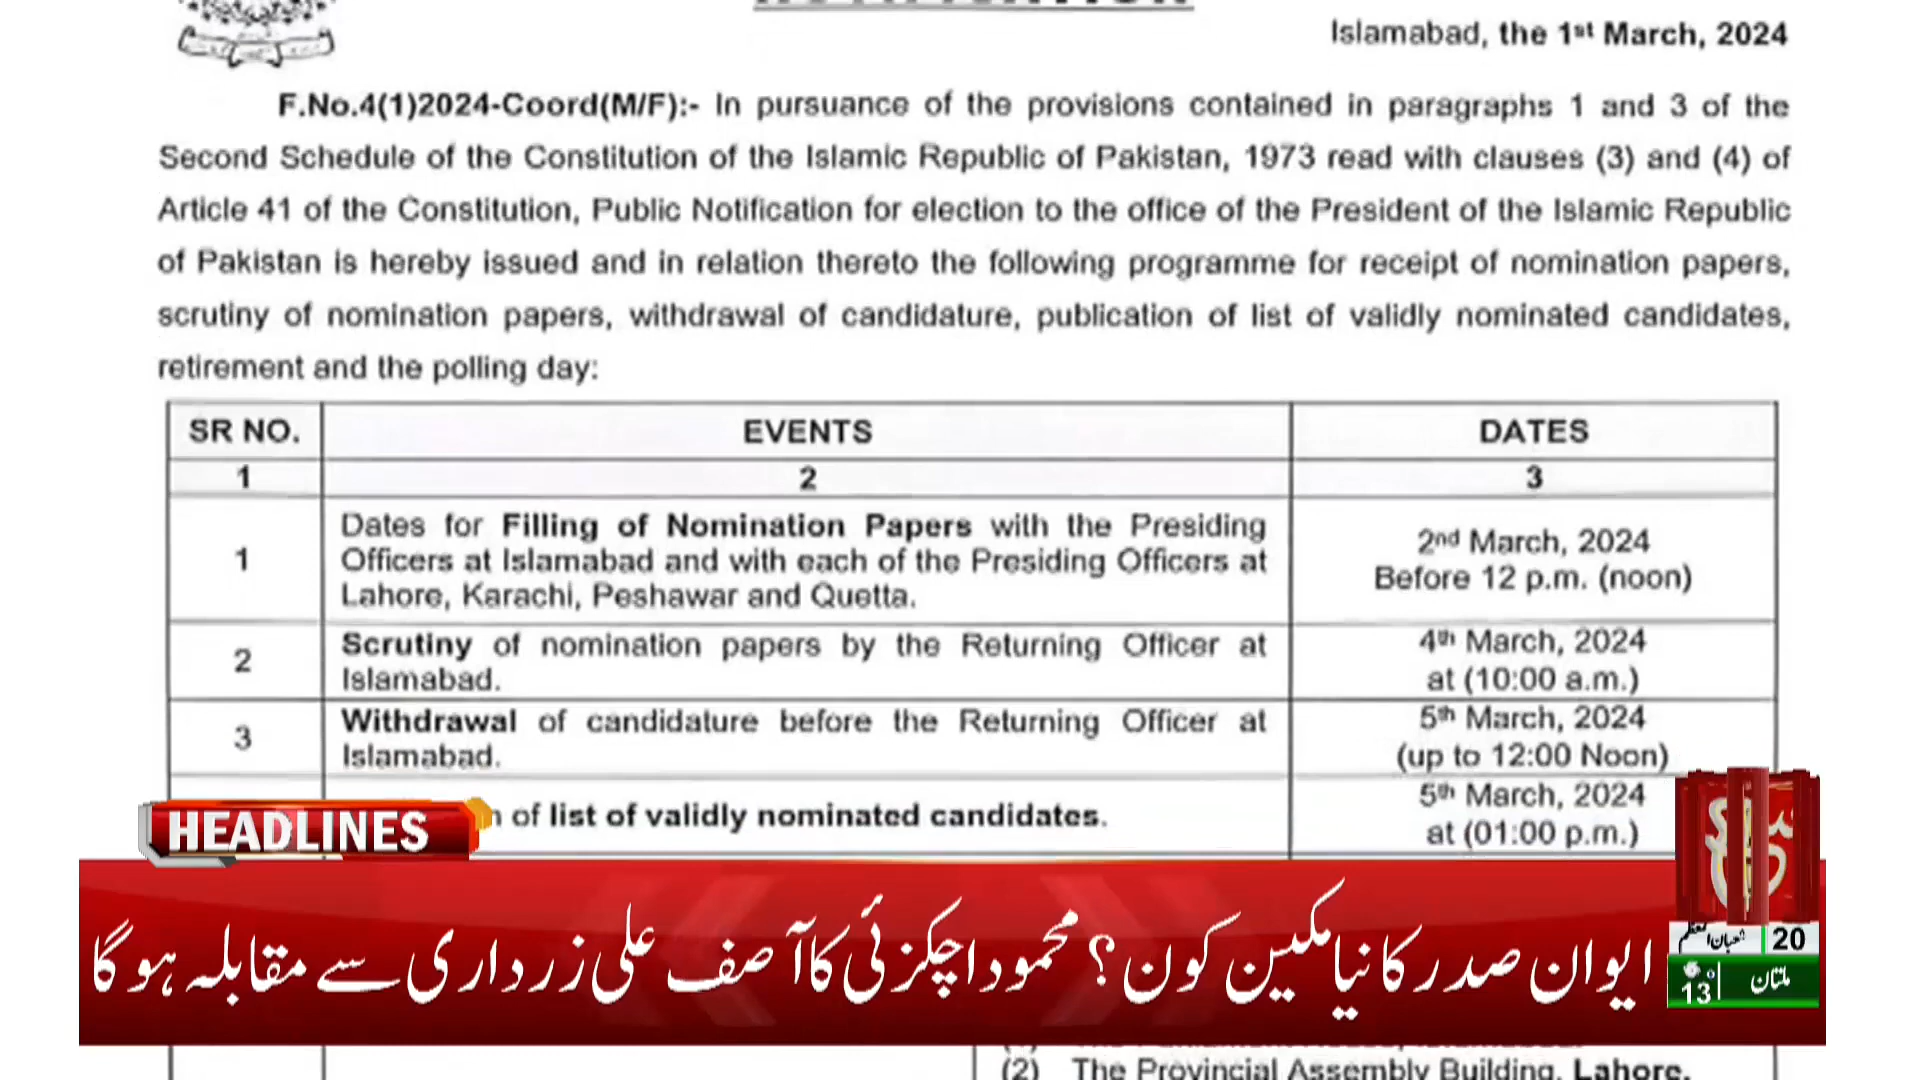 Islamabad, the 1st March, 2024
F.No.4(1)2024-Coord(M/F):- In pursuance of the provisions contained in paragraphs 1 and 3 of the
Second Schedule of the Constitution of the Islamic Republic of Pakistan, 1973 read with clauses (3) and (4) of
Article 41 of the Constitution, Public Notification for election to the office of the President of the Islamic Republic
of Pakistan is hereby issued and in relation thereto the following programme for receipt of nomination papers,
scrutiny of nomination papers, withdrawal of candidature, publication of list of validly nominated candidates,
retirement and the polling day:
SR NO. EVENTS DATES
1 2 3
1
Dates for Filling of Nomination Papers with the Presiding
Officers at Islamabad and with each of the Presiding Officers at
Lahore, Karachi, Peshawar and Quetta.
2nd March, 2024
Before 12 p.m. (noon)
2
Scrutiny of nomination papers by the Returning Officer at
Islamabad.
4th March, 2024
at (10:00 a.m.)
3
Withdrawal of candidature before the Returning Officer at
Islamabad.
5th March, 2024
(up to 12:00 Noon)
of list of validly nominated candidates.
5th March, 2024
at (01:00 p.m.)
HEADLINES
ایوان صدر کا نیا مکین کون؟ محمود اچکزئی کا آصف علی زرداری سے مقابلہ ہو گا
شعبان المعظم 20
ملتان 13°
(2) The Provincial Assembly Building, Lahore.